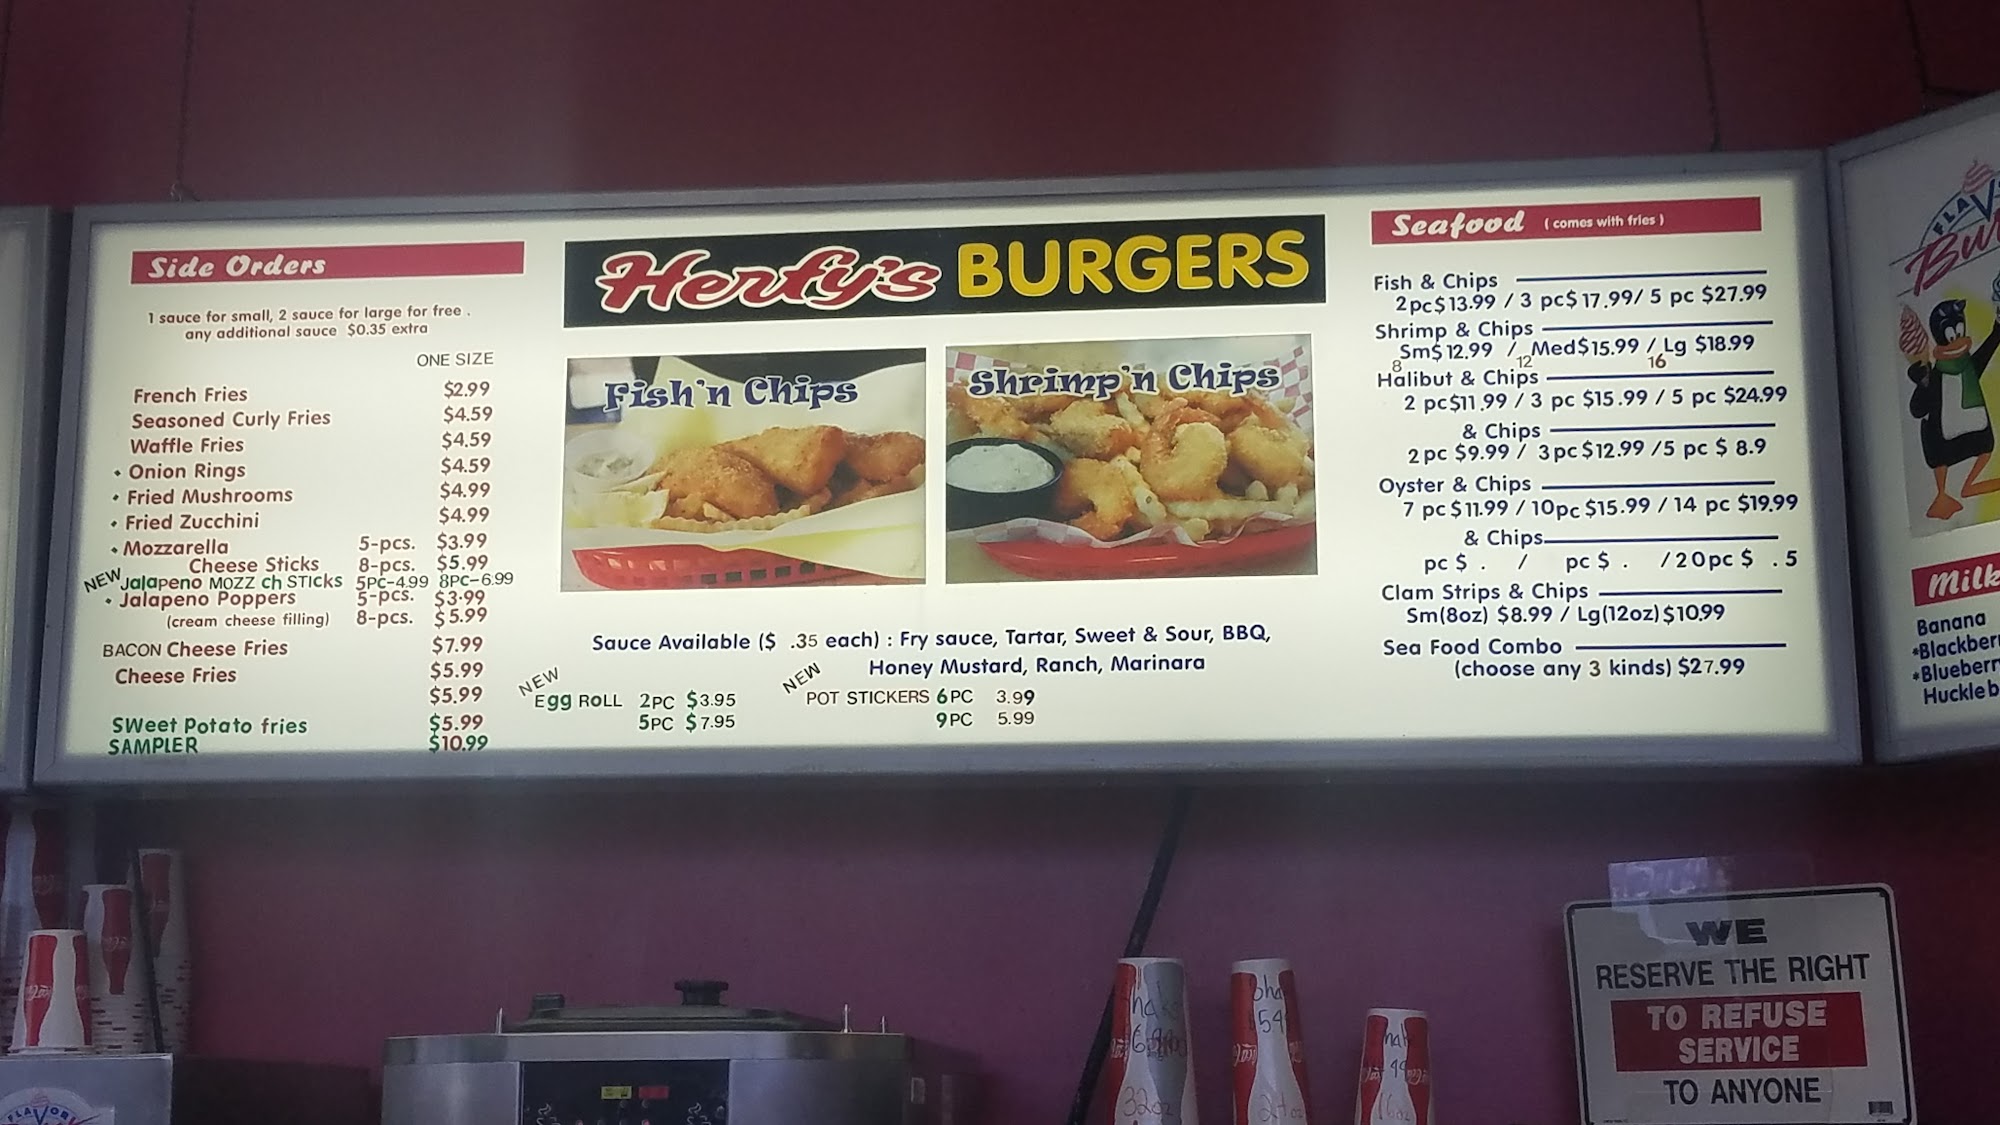 Side Orders
1 sauce for small, 2 sauce for large for free .
any additional sauce $0.35 extra
ONE SIZE
French Fries $2.99
Seasoned Curly Fries $4.59
Waffle Fries $4.59
• Onion Rings $4.59
• Fried Mushrooms $4.99
• Fried Zucchini $4.99
• Mozzarella 5-pcs. $3.99
Cheese Sticks 8-pcs. $5.99
NEW Jalapeno MOZZ ch STIcks 5PC-4.99 8PC-6.99
• Jalapeno Poppers 5-pcs. $3.99
(cream cheese filling) 8-pcs. $5.99
BACON Cheese Fries $7.99
Cheese Fries $5.99
$5.99
SWeet Potato fries $5.99
SAMPLER $10.99
Herfy's BURGERS
Fish'n Chips
Shrimp'n Chips
Sauce Available ($ .35 each) : Fry sauce, Tartar, Sweet & Sour, BBQ,
Honey Mustard, Ranch, Marinara
NEW
Egg RoLL 2PC $3.95
5PC $7.95
NEW
POT STICKERS 6PC 3.99
9PC 5.99
Seafood ( comes with fries )
Fish & Chips
2pc$13.99 / 3 pc$17.99/ 5 pc $27.99
Shrimp & Chips
Sm$12.99 / Med$15.99 / Lg $18.99
8 12 16
Halibut & Chips
2 pc$11.99 / 3 pc $15.99 / 5 pc $24.99
& Chips
2pc $9.99 / 3pc$12.99 /5 pc $ 8.9
Oyster & Chips
7 pc$11.99 /10pc $15.99 / 14 pc $19.99
& Chips
pc $ . / pc $ . /20pc $ .5
Clam Strips & Chips
Sm(8oz) $8.99 / Lg(12oz)$10.99
Sea Food Combo
(choose any 3 kinds) $27.99
FLAV
Bu
Milk
Banana
•Blackber
•Blueber
Huckleb
WE
RESERVE THE RIGHT
TO REFUSE
SERVICE
TO ANYONE
Shake
32oz
Sha
24oz
16oz
FLAVOR